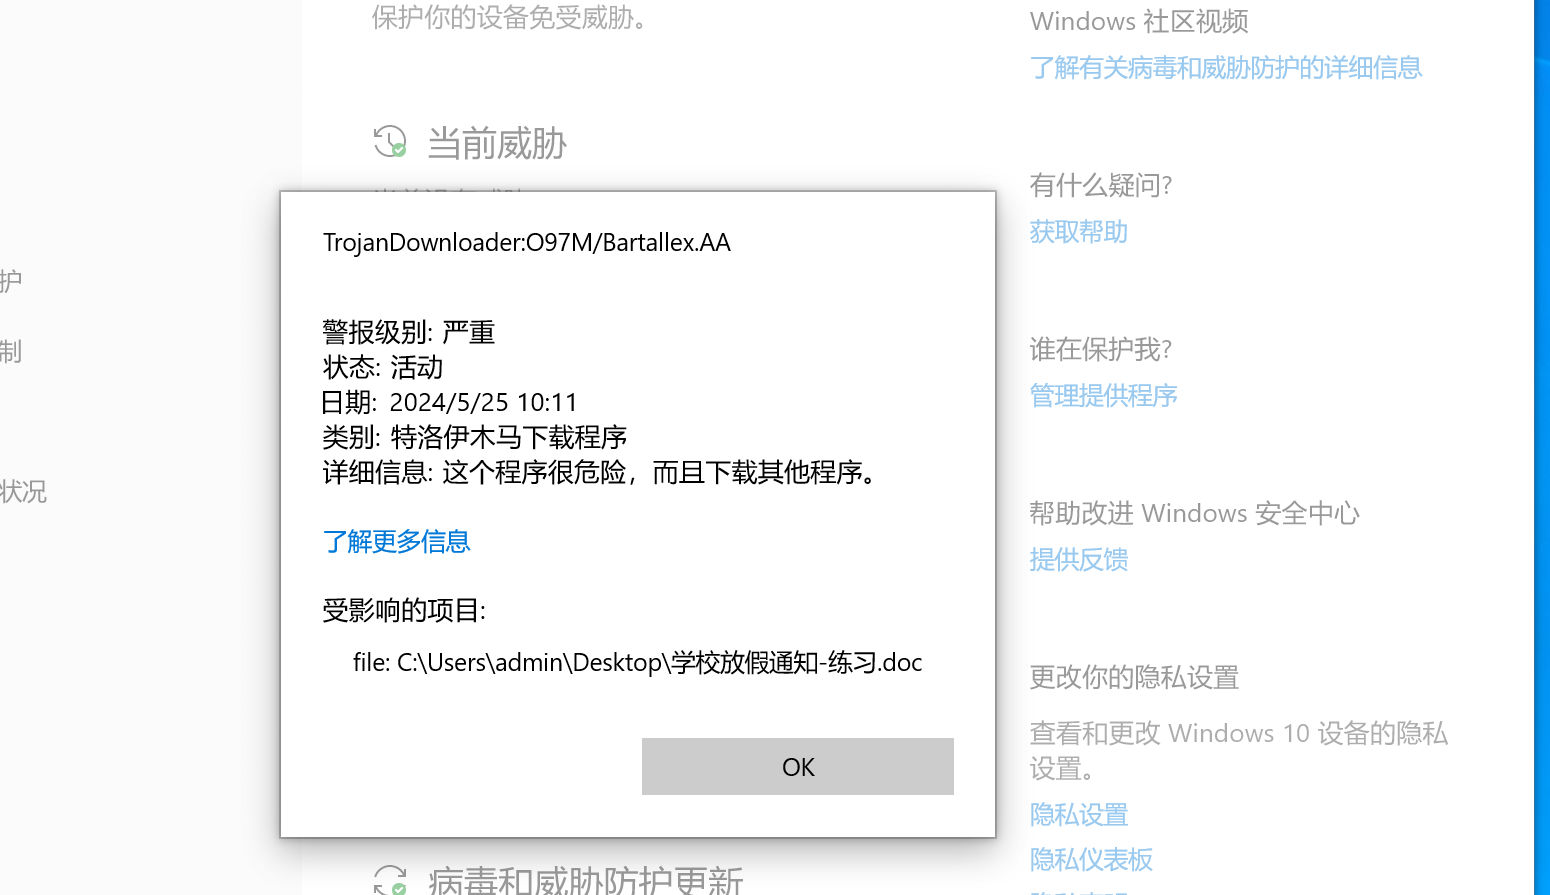 保护你的设备免受威胁。
当前威胁
护
制
状况
TrojanDownloader:O97M/Bartallex.AA
警报级别: 严重
状态: 活动
日期: 2024/5/25 10:11
类别: 特洛伊木马下载程序
详细信息: 这个程序很危险，而且下载其他程序。
了解更多信息
受影响的项目:
file: C:\Users\admin\Desktop\学校放假通知-练习.doc
OK
病毒和威胁防护更新
Windows 社区视频
了解有关病毒和威胁防护的详细信息
有什么疑问?
获取帮助
谁在保护我?
管理提供程序
帮助改进 Windows 安全中心
提供反馈
更改你的隐私设置
查看和更改 Windows 10 设备的隐私
设置。
隐私设置
隐私仪表板